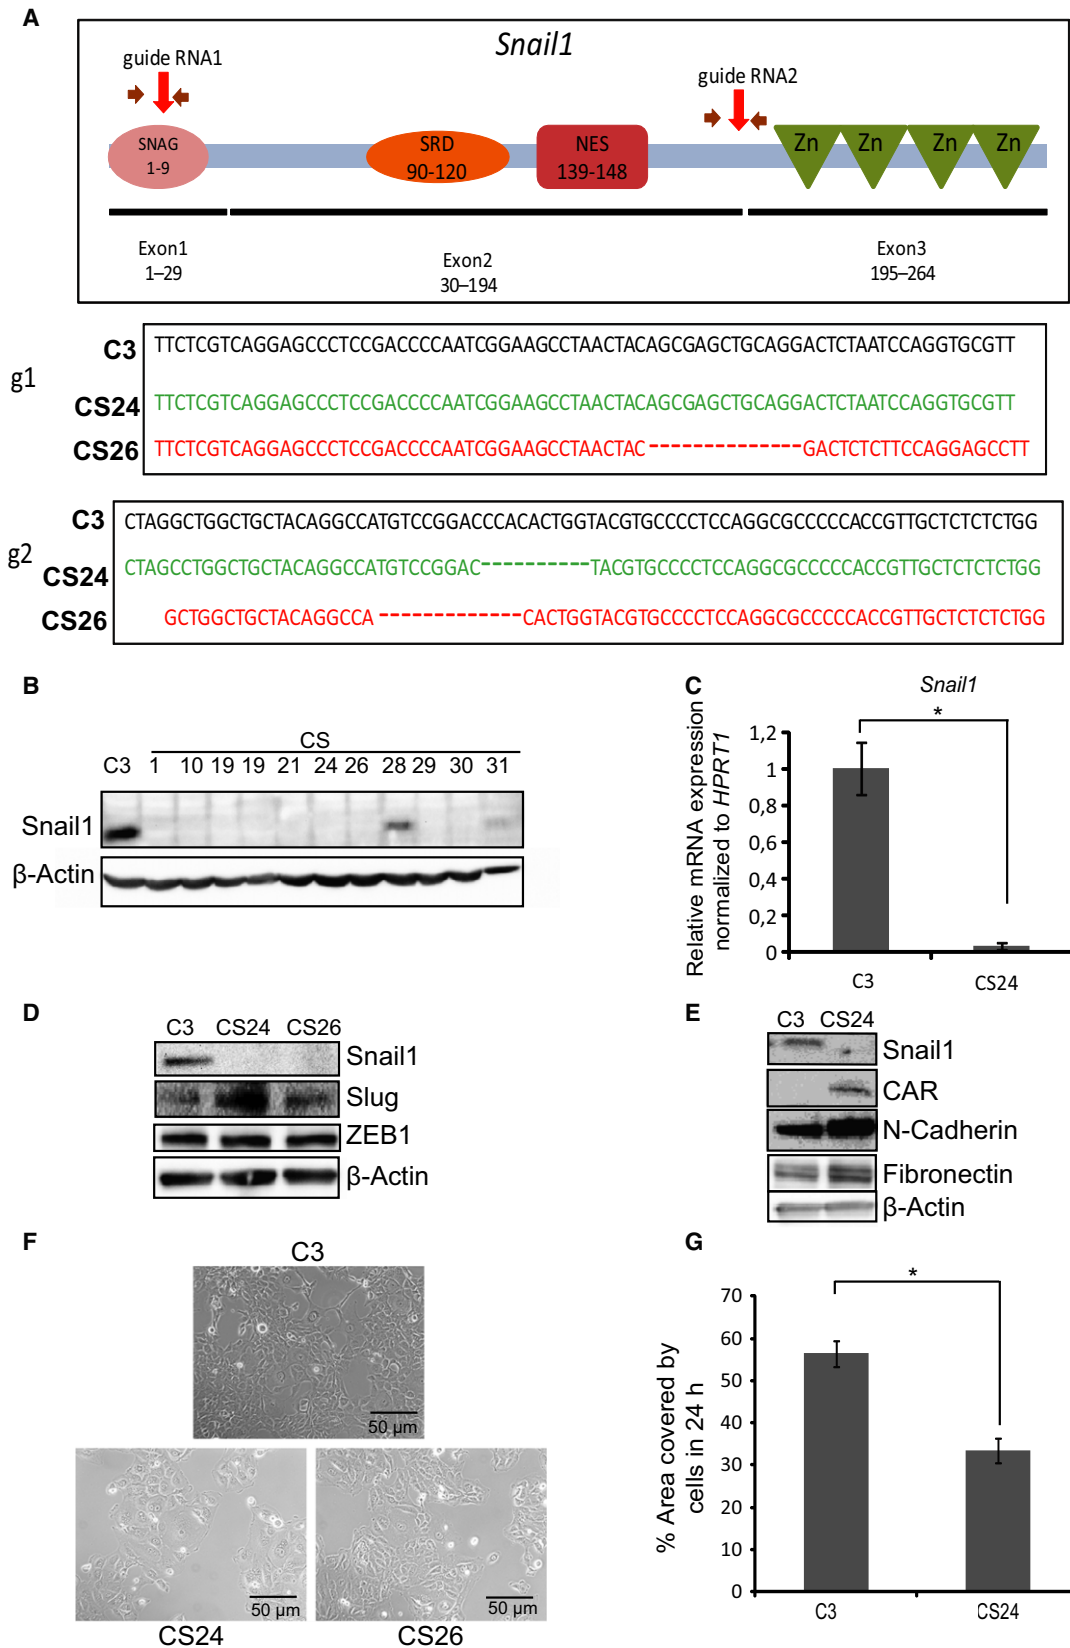 A
Snail1
guide RNA1
guide RNA2
SNAG
1-9
SRD
90-120
NES
139-148
Zn
Zn
Zn
Zn
Exon1
1–29
Exon2
30–194
Exon3
195–264
g1
C3
TTCTCGTCAGGAGCCCTCCGACCCCAATCGGAAGCCTAACTACAGCGAGCTGCAGGACTCTAATCCAGGTGCGTT
CS24
TTCTCGTCAGGAGCCCTCCGACCCCAATCGGAAGCCTAACTACAGCGAGCTGCAGGACTCTAATCCAGGTGCGTT
CS26
TTCTCGTCAGGAGCCCTCCGACCCCAATCGGAAGCCTAACTAC--------------GACTCTCTTCCAGGAGCCTT
g2
C3
CTAGGCTGGCTGCTACAGGCCATGTCCGGACCCACACTGGTACGTGCCCCTCCAGGCGCCCCCACCGTTGCTCTCTCTGG
CS24
CTAGCCTGGCTGCTACAGGCCATGTCCGGAC----------TACGTGCCCCTCCAGGCGCCCCCACCGTTGCTCTCTCTGG
CS26
GCTGGCTGCTACAGGCCA-------------CACTGGTACGTGCCCCTCCAGGCGCCCCCACCGTTGCTCTCTCTGG
B
CS
C3 1 10 19 19 21 24 26 28 29 30 31
Snail1
β-Actin
C
Snail1
*
Relative mRNA expression
normalized to HPRT1
1,2
1
0,8
0,6
0,4
0,2
0
C3
CS24
D
C3 CS24 CS26
Snail1
Slug
ZEB1
β-Actin
E
C3 CS24
Snail1
CAR
N-Cadherin
Fibronectin
β-Actin
F
C3
50 µm
50 µm
50 µm
CS24
CS26
G
*
% Area covered by
cells in 24 h
70
60
50
40
30
20
10
0
C3
CS24